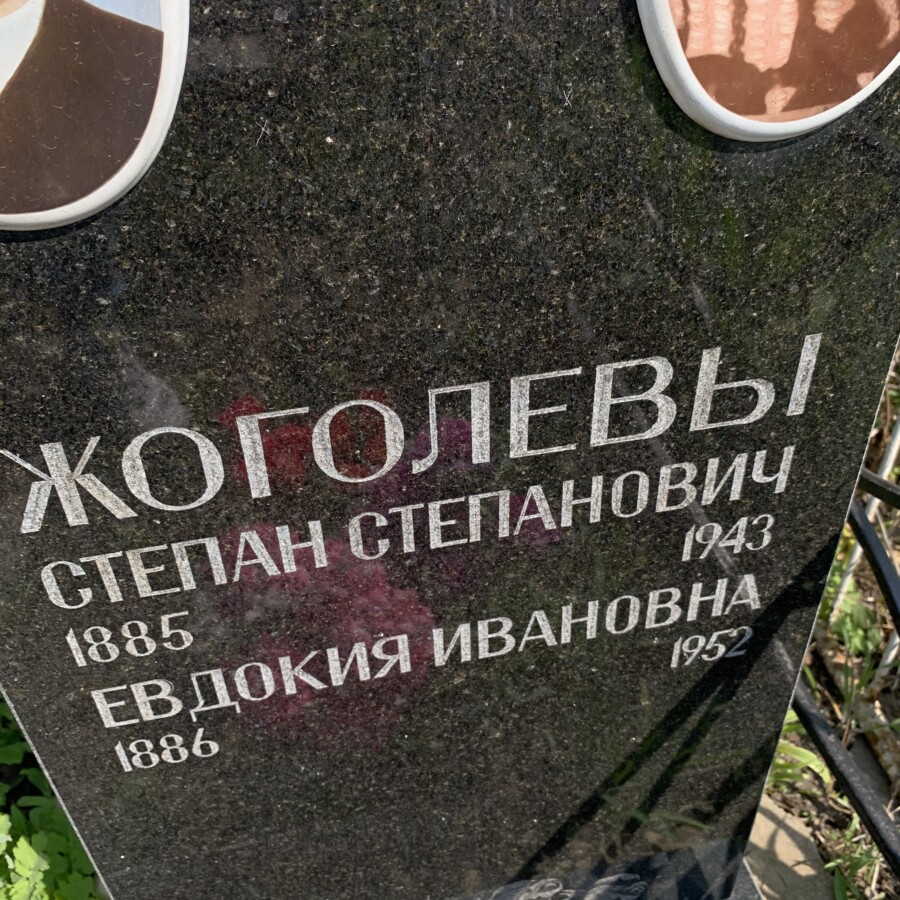 ЖОГОЛЕВЫ
СТЕПАН СТЕПАНОВИЧ
1885 1943
ЕВДОКИЯ ИВАНОВНА
1886 1952